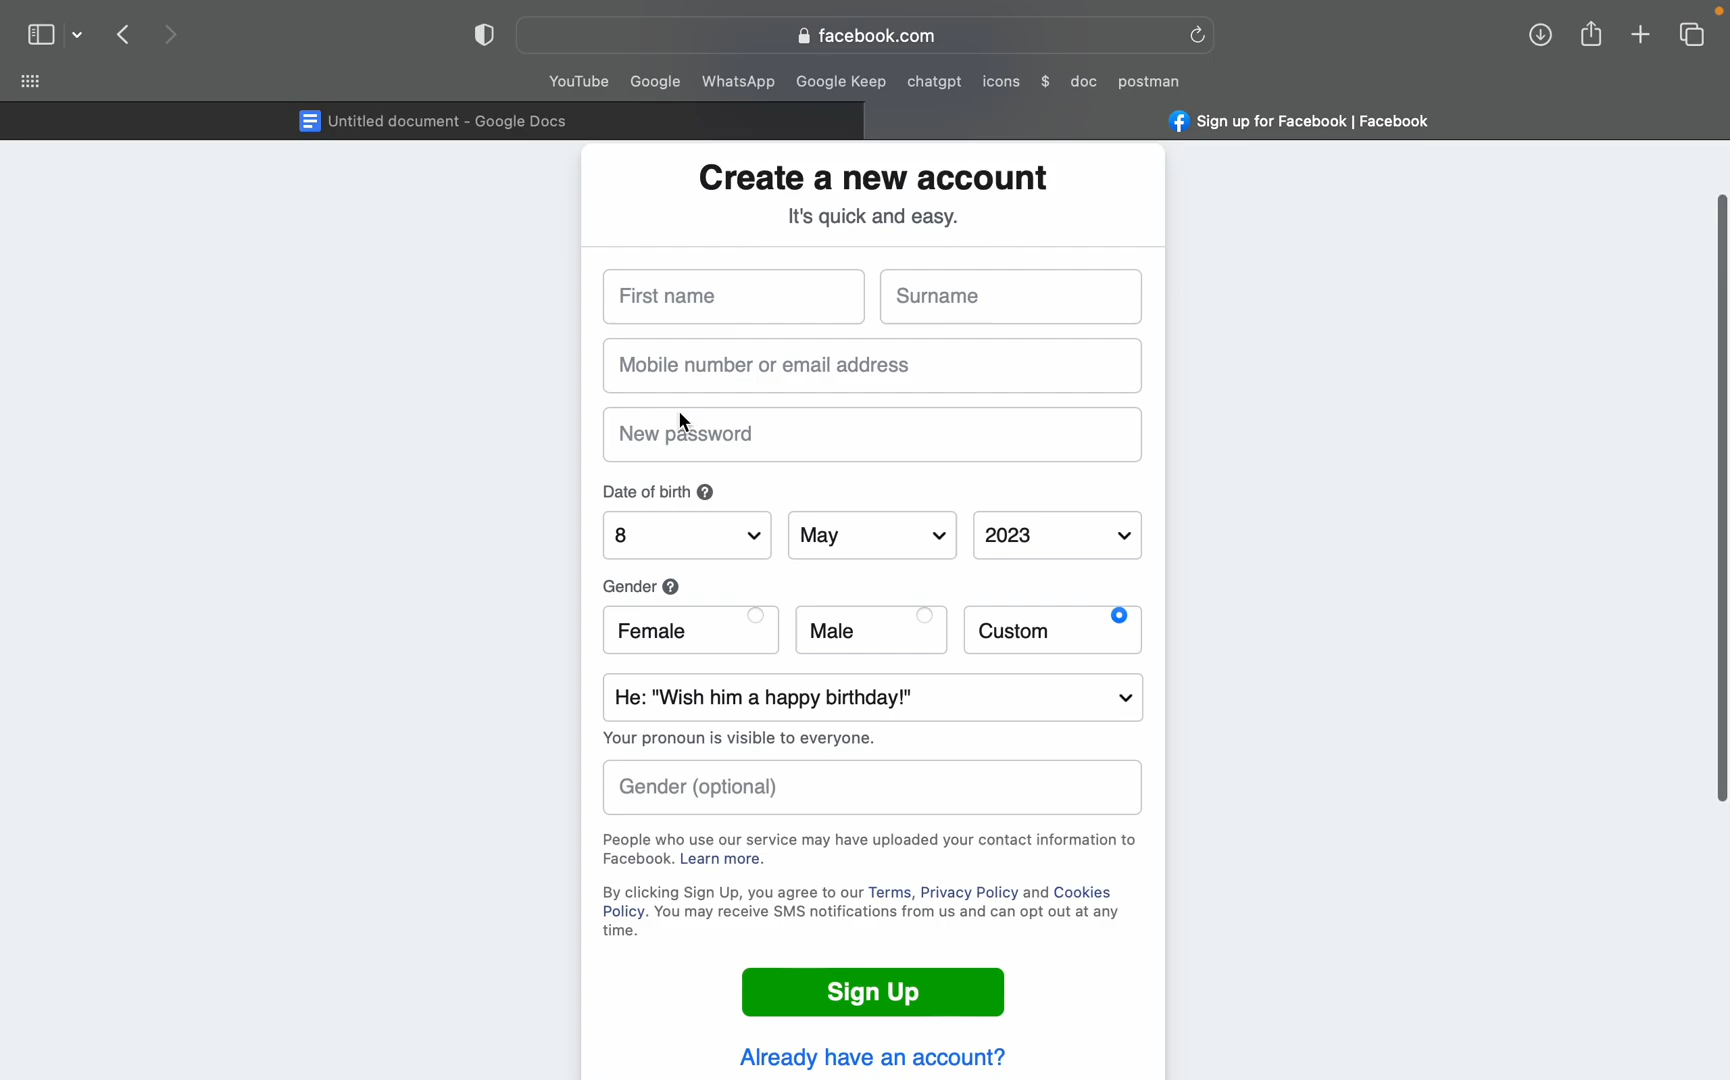 facebook.com
YouTube Google WhatsApp Google Keep chatgpt icons $ doc postman
Untitled document - Google Docs
Sign up for Facebook | Facebook
Create a new account
It's quick and easy.
First name
Surname
Mobile number or email address
New password
Date of birth ?
8 May 2023
Gender ?
Female Male Custom
He: "Wish him a happy birthday!"
Your pronoun is visible to everyone.
Gender (optional)
People who use our service may have uploaded your contact information to
Facebook. Learn more.
By clicking Sign Up, you agree to our Terms, Privacy Policy and Cookies
Policy. You may receive SMS notifications from us and can opt out at any
time.
Sign Up
Already have an account?